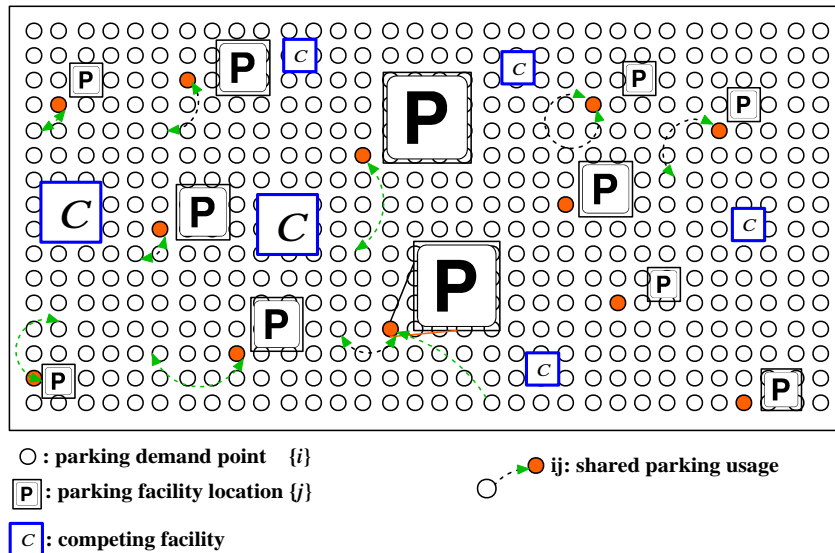 P
P
C
P
C
P
P
P
C
P
C
P
C
P
P
P
C
P
P
: parking demand point {i}
P : parking facility location {j}
C : competing facility
ij: shared parking usage